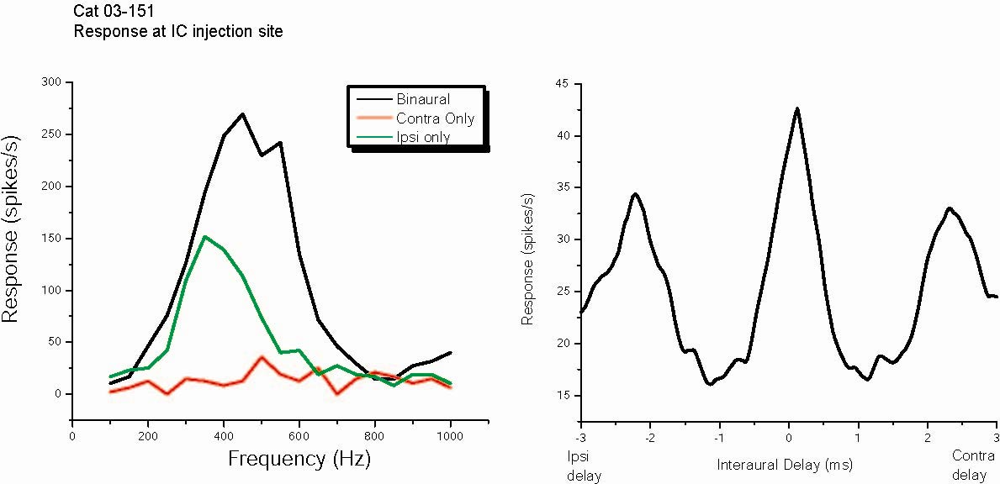 Cat 03-151
Response at IC injection site
Response (spikes/s)
300
250
200
150
100
50
0
Binaural
Contra Only
Ipsi only
0 200 400 600 800 1000
Frequency (Hz)
Response (spikes/s)
45
40
35
30
25
20
15
-3 -2 -1 0 1 2 3
Ipsi delay
Interaural Delay (ms)
Contra delay